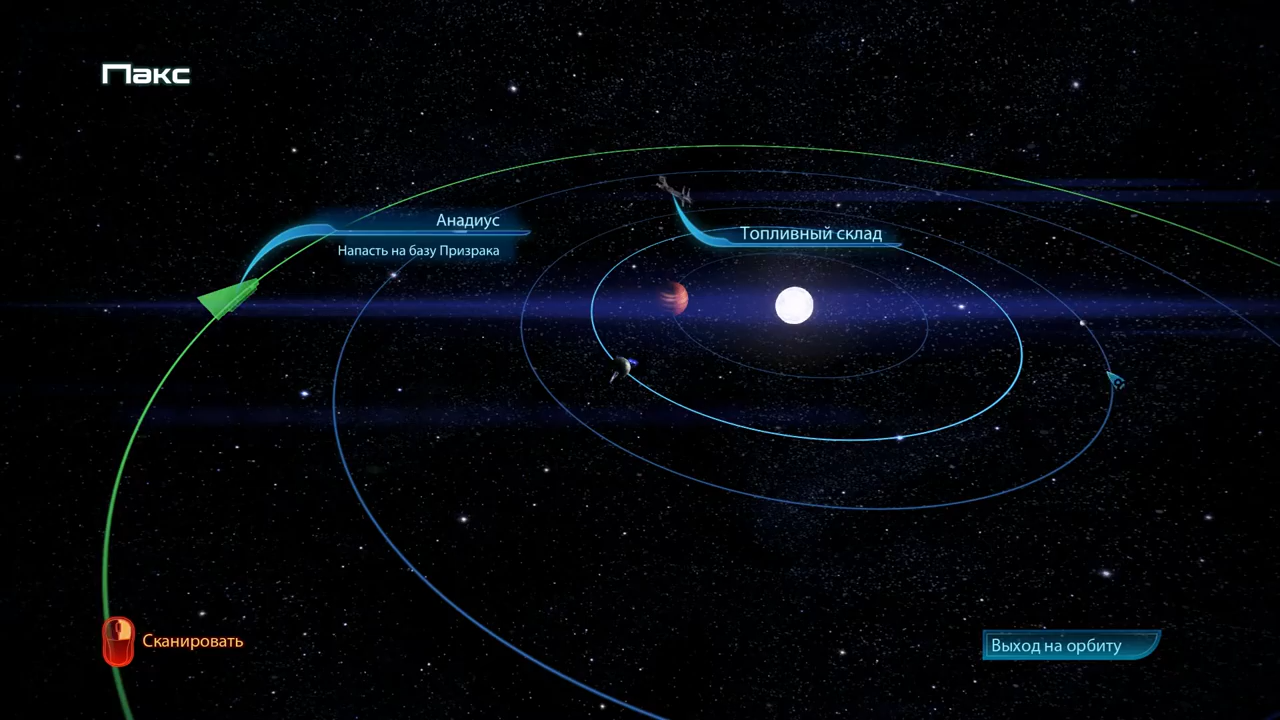 Пакс
Анадиус
Напасть на базу Призрака
Топливный склад
Сканировать
Выход на орбиту